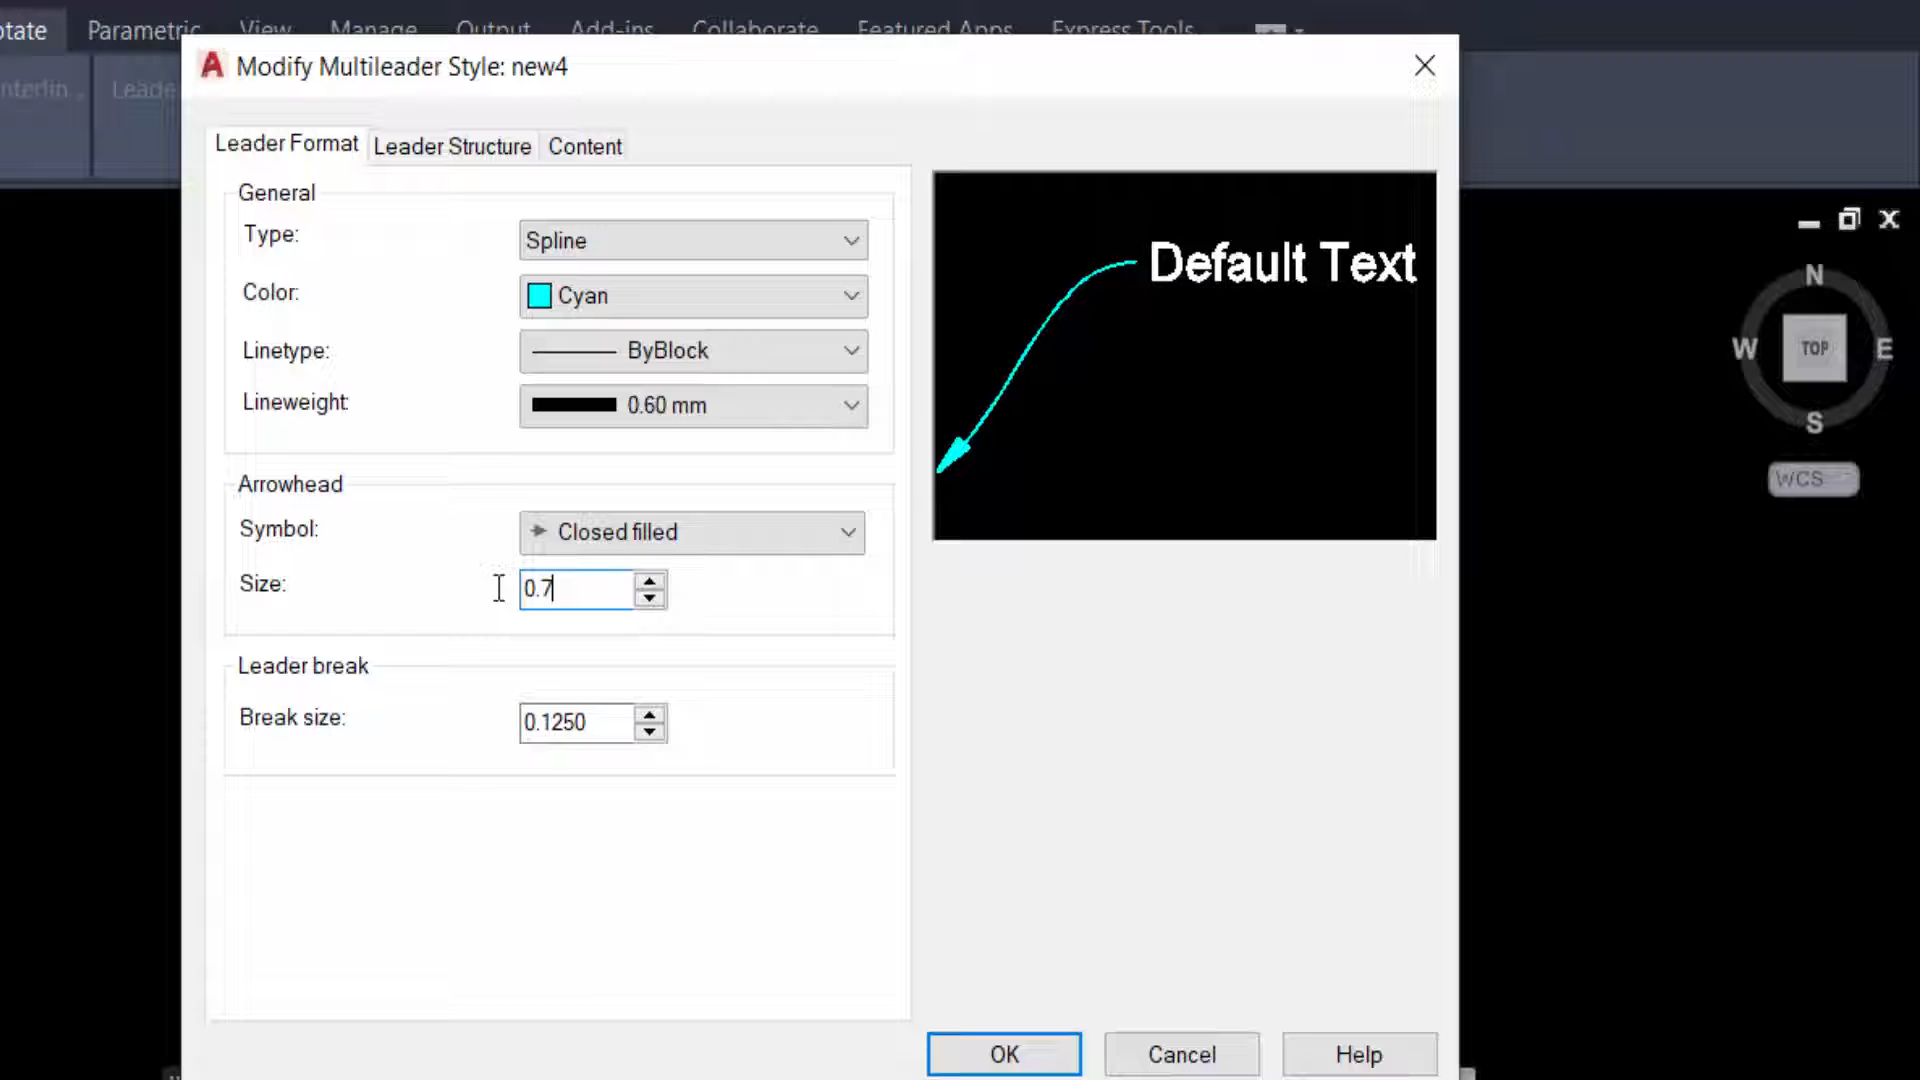 Parametric View Manage Output Add-ins Collaborate Featured Apps Express Tools
Modify Multileader Style: new4
Leader Format Leader Structure Content
General
Type: Spline
Color: Cyan
Linetype: ByBlock
Lineweight: 0.60 mm
Arrowhead
Symbol: Closed filled
Size: 0.7
Leader break
Break size: 0.1250
Default Text
N
W TOP E
S
WCS
OK Cancel Help